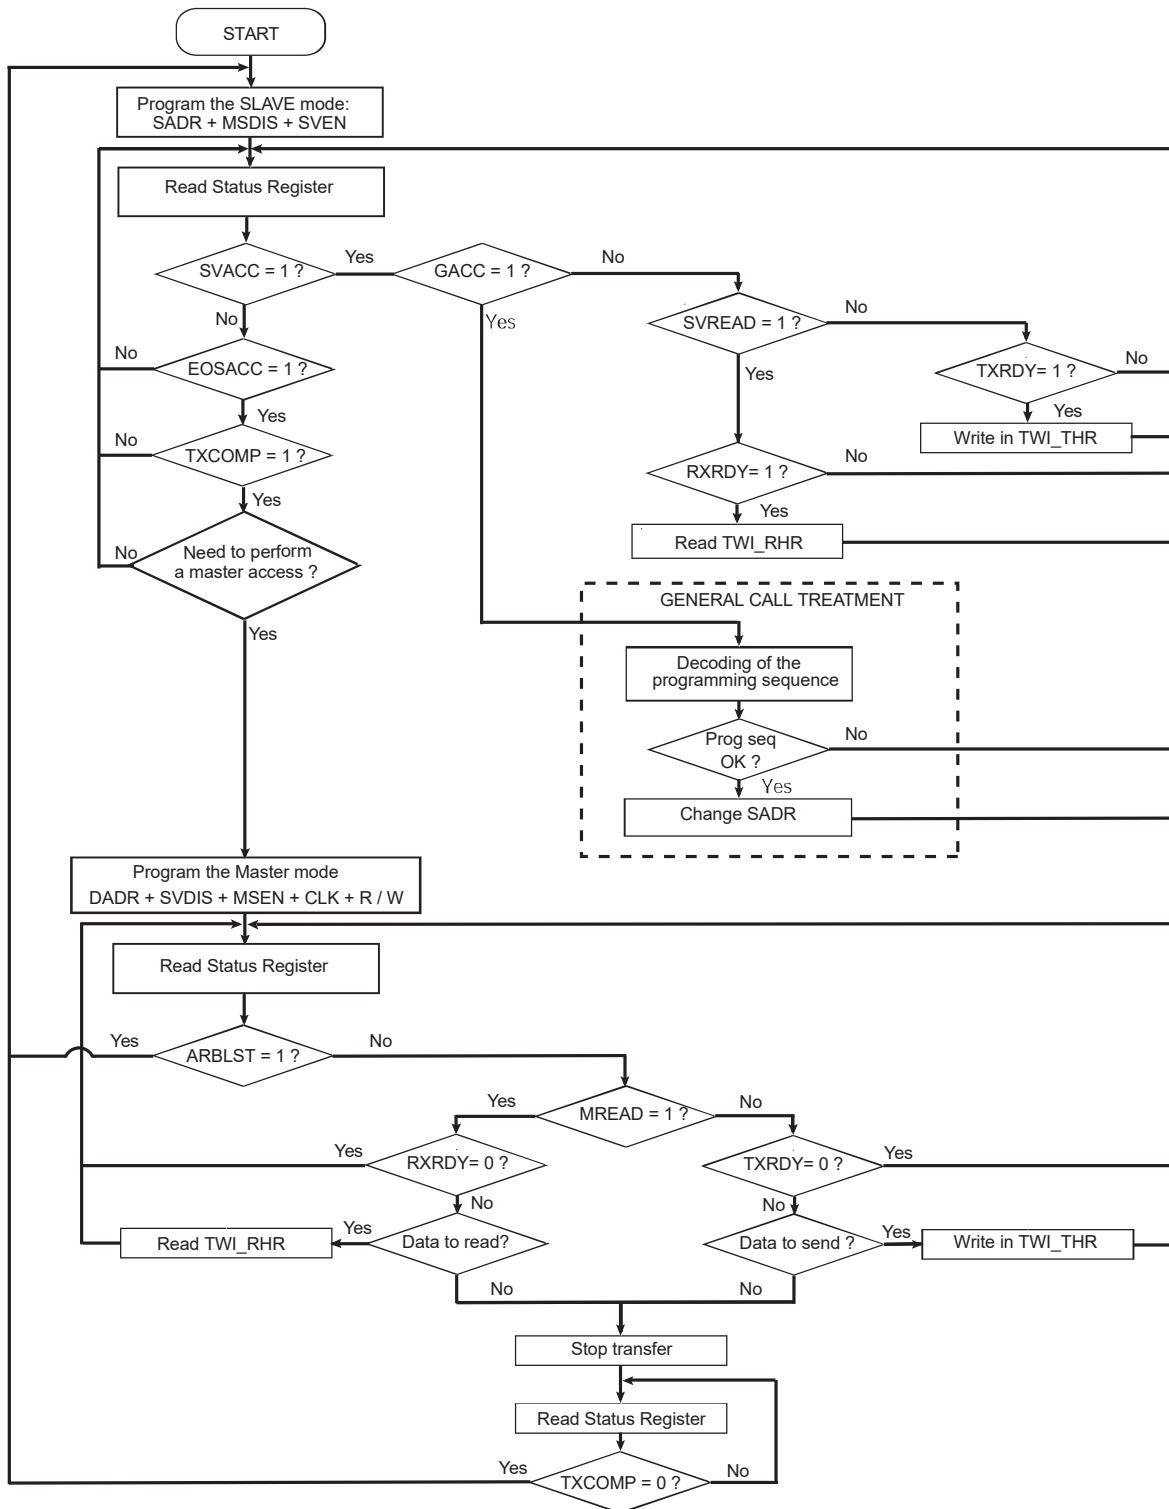 START
Program the SLAVE mode:
SADR + MSDIS + SVEN
Read Status Register
SVACC = 1 ?
Yes
GACC = 1 ?
No
No
Yes
SVREAD = 1 ?
No
No
EOSACC = 1 ?
Yes
Yes
TXRDY= 1 ?
No
Yes
Write in TWI_THR
No
TXCOMP = 1 ?
Yes
RXRDY= 1 ?
No
Yes
Read TWI_RHR
No
Need to perform
a master access ?
Yes
GENERAL CALL TREATMENT
Decoding of the
programming sequence
Prog seq
OK ?
No
Yes
Change SADR
Program the Master mode
DADR + SVDIS + MSEN + CLK + R / W
Read Status Register
Yes
ARBLST = 1 ?
No
Yes
MREAD = 1 ?
No
Yes
RXRDY= 0 ?
No
TXRDY= 0 ?
Yes
No
Read TWI_RHR
Yes
Data to read?
No
Data to send ?
Yes
Write in TWI_THR
No
Stop transfer
Read Status Register
Yes
TXCOMP = 0 ?
No